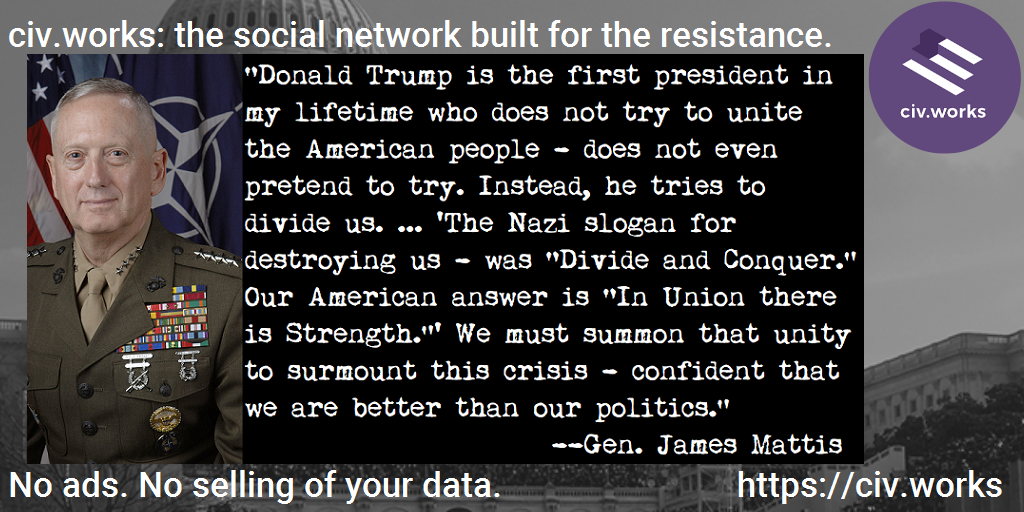 civ.works: the social network built for the resistance.
civ.works
"Donald Trump is the first president in
my lifetime who does not try to unite
the American people - does not even
pretend to try. Instead, he tries to
divide us. ... 'The Nazi slogan for
destroying us - was "Divide and Conquer."
Our American answer is "In Union there
is Strength."' We must summon that unity
to surmount this crisis - confident that
we are better than our politics."
--Gen. James Mattis
No ads. No selling of your data.
https://civ.works